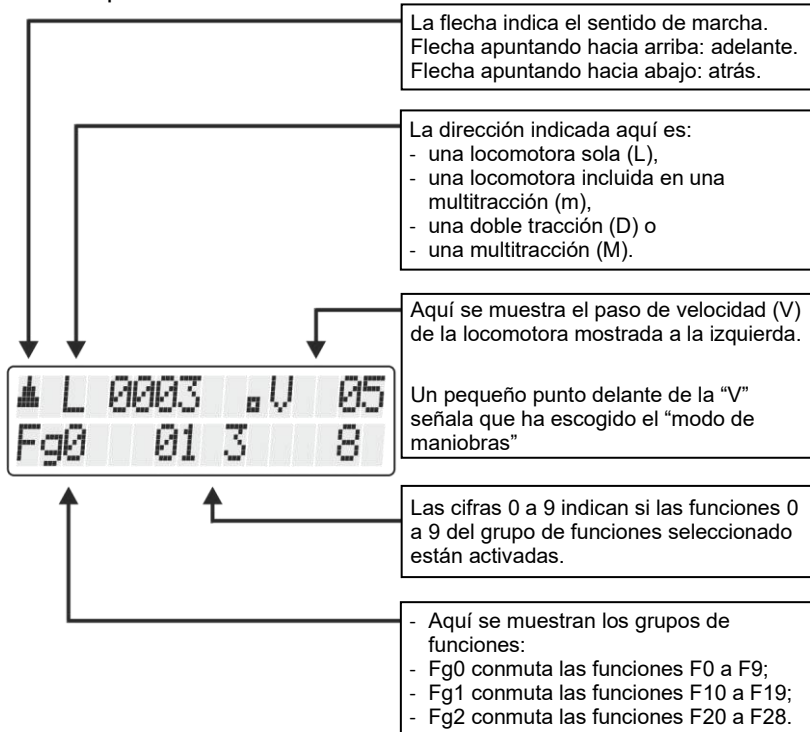 La flecha indica el sentido de marcha.
Flecha apuntando hacia arriba: adelante.
Flecha apuntando hacia abajo: atrás.
La dirección indicada aquí es:
- una locomotora sola (L),
- una locomotora incluida en una
multitracción (m),
- una doble tracción (D) o
- una multitracción (M).
Aquí se muestra el paso de velocidad (V)
de la locomotora mostrada a la izquierda.
Un pequeño punto delante de la “V”
señala que ha escogido el “modo de
maniobras”
L 0003 .V 05
Fg0 01 3 8
Las cifras 0 a 9 indican si las funciones 0
a 9 del grupo de funciones seleccionado
están activadas.
- Aquí se muestran los grupos de
funciones:
- Fg0 conmuta las funciones F0 a F9;
- Fg1 conmuta las funciones F10 a F19;
- Fg2 conmuta las funciones F20 a F28.